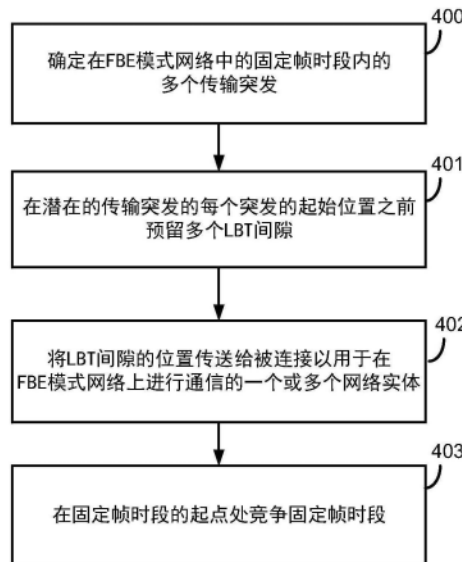 400
确定在FBE模式网络中的固定帧时段内的
多个传输突发
401
在潜在的传输突发的每个突发的起始位置之前
预留多个LBT间隙
402
将LBT间隙的位置传送给被连接以用于在
FBE模式网络上进行通信的一个或多个网络实体
403
在固定帧时段的起点处竞争固定帧时段